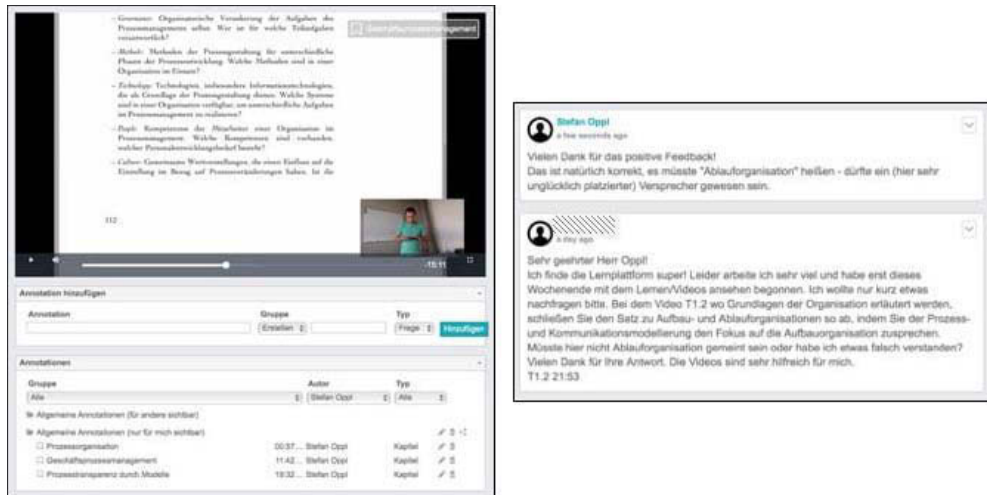 – Governance: Organisatorische Verankerung der Aufgaben des
Prozessmanagements selbst. Wer ist für welche Teilaufgaben
verantwortlich?
– Methods: Methoden der Prozessgestaltung für unterschiedliche
Phasen der Prozessentwicklung. Welche Methoden sind in einer
Organisation im Einsatz?
– Technology: Technologien, insbesondere Informationstechnologien,
die als Grundlage der Prozessgestaltung dienen. Welche Systeme
sind in einer Organisation verfügbar, um unterschiedliche Aufgaben
im Prozessmanagement zu realisieren?
– People: Kompetenzen der Mitarbeiter einer Organisation im
Prozessmanagement. Welche Kompetenzen sind vorhanden,
welcher Personalentwicklungsbedarf besteht?
– Culture: Gemeinsame Wertvorstellungen, die einen Einfluss auf die
Einstellung im Bezug auf Prozessveränderungen haben. Ist die
Geschäftsprozessmanagement
112
-15:11
Annotation hinzufügen
Annotation Gruppe Typ
Erstellen Frage Hinzufügen
Annotationen
Gruppe Autor Typ
Alle Stefan Oppl Alle
Allgemeine Annotationen (für andere sichtbar)
Allgemeine Annotationen (nur für mich sichtbar)
Prozessorganisation 00:57... Stefan Oppl Kapitel
Geschäftsprozessmanagement 11:42... Stefan Oppl Kapitel
Prozesstransparenz durch Modelle 19:32... Stefan Oppl Kapitel
Stefan Oppl
a few seconds ago
Vielen Dank für das positive Feedback!
Das ist natürlich korrekt, es müsste "Ablauforganisation" heißen - dürfte ein (hier sehr
unglücklich platzierter) Versprecher gewesen sein.
a day ago
Sehr geehrter Herr Oppl!
Ich finde die Lernplattform super! Leider arbeite ich sehr viel und habe erst dieses
Wochenende mit dem Lernen/Videos ansehen begonnen. Ich wollte nur kurz etwas
nachfragen bitte. Bei dem Video T1.2 wo Grundlagen der Organisation erläutert werden,
schließen Sie den Satz zu Aufbau- und Ablauforganisationen so ab, indem Sie der Prozess-
und Kommunikationsmodellierung den Fokus auf die Aufbauorganisation zusprechen.
Müsste hier nicht Ablauforganisation gemeint sein oder habe ich etwas falsch verstanden?
Vielen Dank für Ihre Antwort. Die Videos sind sehr hilfreich für mich.
T1.2 21:53